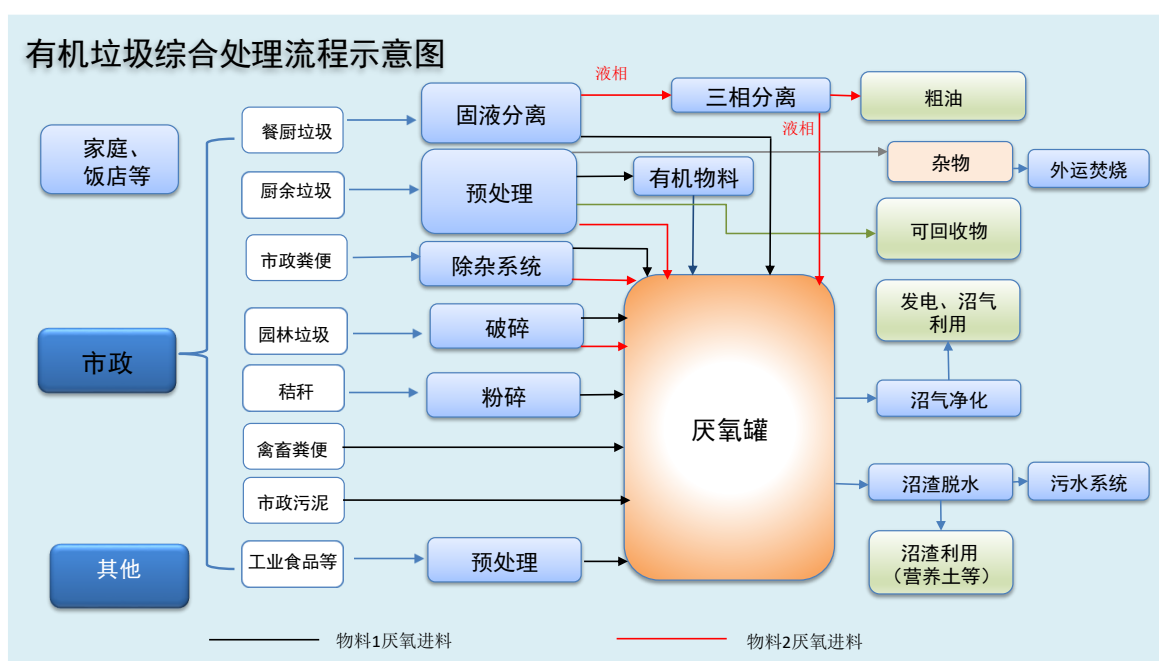 有机垃圾综合处理流程示意图
家庭、
饭店等
市政
其他
餐厨垃圾
厨余垃圾
市政粪便
园林垃圾
秸秆
禽畜粪便
市政污泥
工业食品等
固液分离
预处理
除杂系统
破碎
粉碎
预处理
液相
三相分离
液相
粗油
有机物料
杂物
外运焚烧
可回收物
厌氧罐
发电、沼气
利用
沼气净化
沼渣脱水
污水系统
沼渣利用
（营养土等）
物料1厌氧进料
物料2厌氧进料